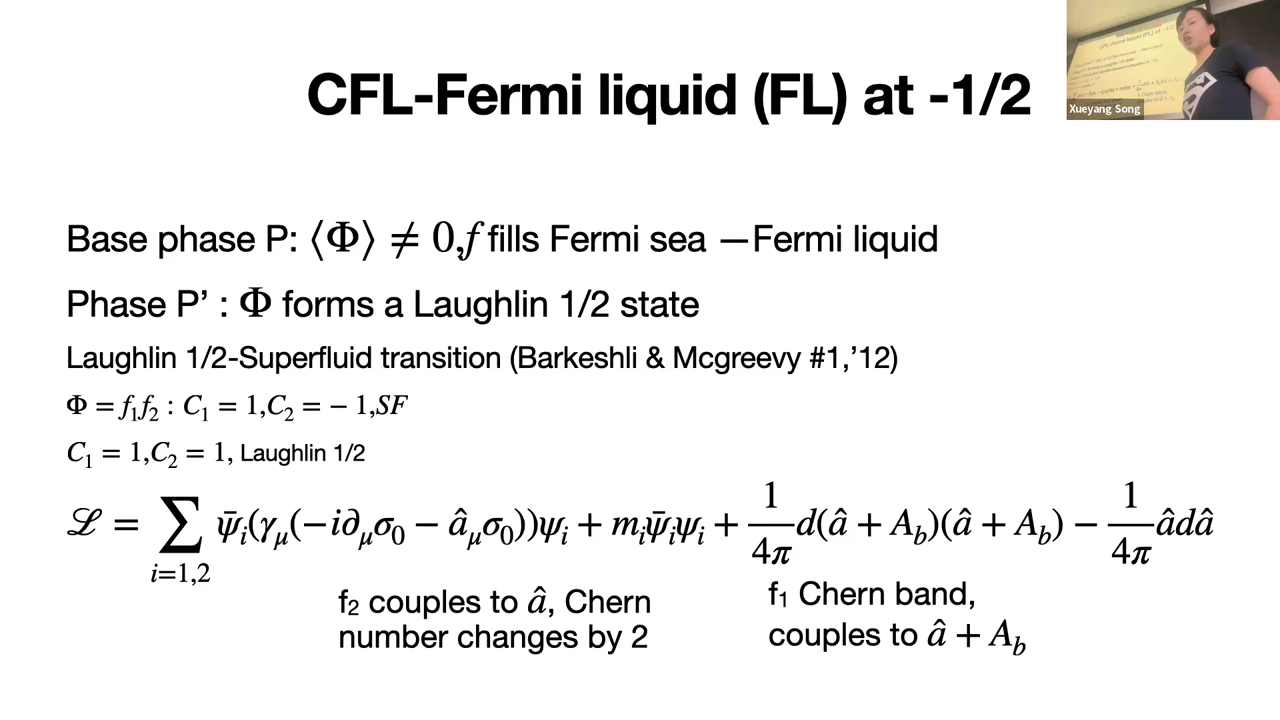 CFL-Fermi liquid (FL) at -1/2
Xueyang Song
Base phase P: ⟨Φ⟩ ≠ 0, f fills Fermi sea — Fermi liquid
Phase P' : Φ forms a Laughlin 1/2 state
Laughlin 1/2-Superfluid transition (Barkeshli & Mcgreevy #1,'12)
Φ = f₁f₂ : C₁ = 1,C₂ = − 1,SF
C₁ = 1,C₂ = 1, Laughlin 1/2
ℒ = ∑_{i=1,2} ψ̄ᵢ(γ_μ(−i∂_μσ₀ − â_μσ₀))ψᵢ + mᵢψ̄ᵢψᵢ + 1/4π d(â + A_b)(â + A_b) − 1/4π âdâ
f₂ couples to â, Chern
number changes by 2
f₁ Chern band,
couples to â + A_b